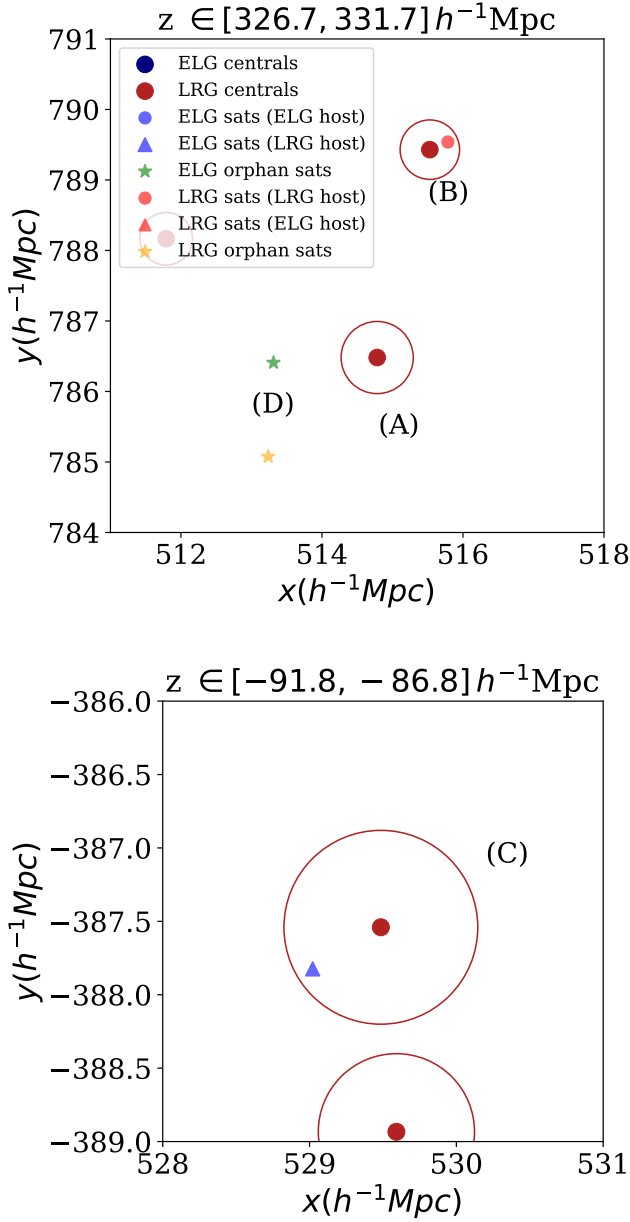 z ∈ [326.7, 331.7] h⁻¹Mpc
791
790
789
788
787
786
785
784
y(h⁻¹Mpc)
ELG centrals
LRG centrals
ELG sats (ELG host)
ELG sats (LRG host)
ELG orphan sats
LRG sats (LRG host)
LRG sats (ELG host)
LRG orphan sats
(B)
(D)
(A)
512 514 516 518
x(h⁻¹Mpc)
z ∈ [−91.8, −86.8] h⁻¹Mpc
−386.0
−386.5
−387.0
−387.5
−388.0
−388.5
−389.0
y(h⁻¹Mpc)
(C)
528 529 530 531
x(h⁻¹Mpc)